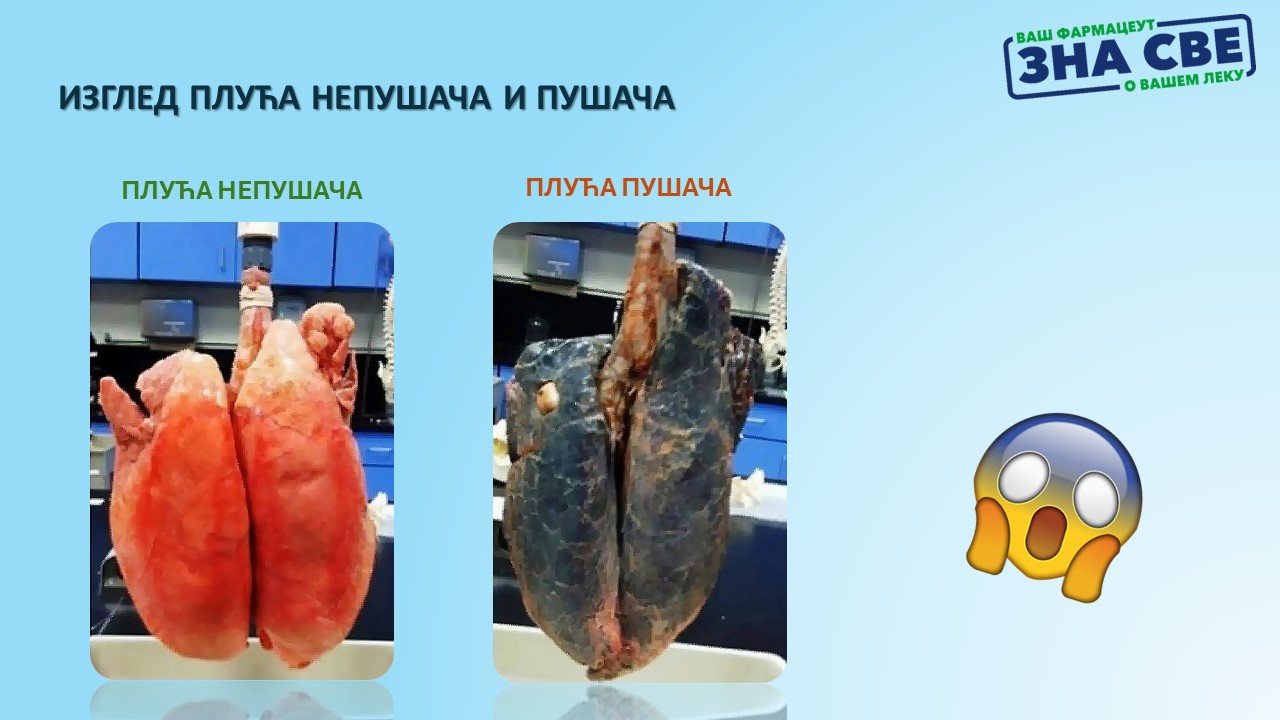 ВАШ ФАРМАЦЕУТ
ЗНА СВЕ
О ВАШЕМ ЛЕКУ
ИЗГЛЕД ПЛУЋА НЕПУШАЧА И ПУШАЧА
ПЛУЋА НЕПУШАЧА
ПЛУЋА ПУШАЧА